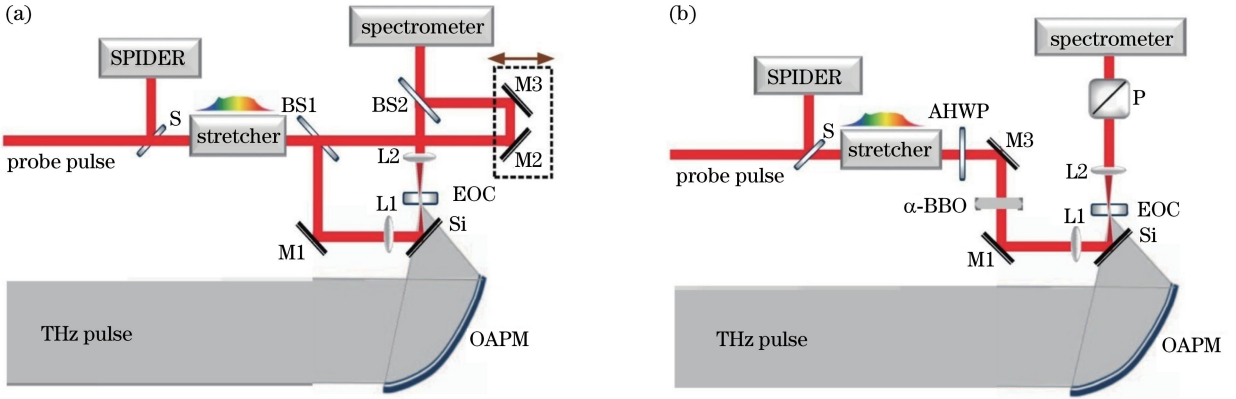 (a)
spectrometer
SPIDER
M3
S
BS1
BS2
stretcher
probe pulse
L2
M2
EOC
L1
Si
M1
THz pulse
OAPM
(b)
spectrometer
SPIDER
P
AHWP
S
M3
stretcher
probe pulse
L2
α-BBO
EOC
L1
Si
M1
THz pulse
OAPM